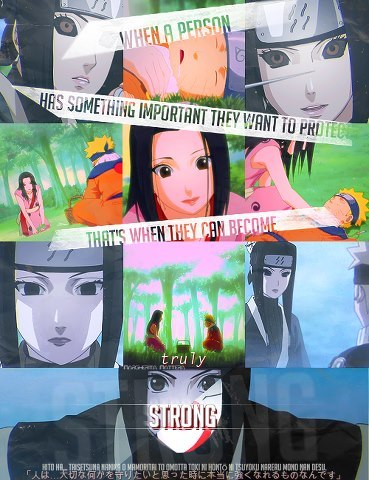 WHEN A PERSON
HAS SOMETHING IMPORTANT THEY WANT TO PROTECT
THAT'S WHEN THEY CAN BECOME
truly
STRONG
STRONG
HITO HA... TAISETSUNA NANIKA O MAMORITAI TO OMOTTA TOKI NI HONTŌ NI TSUYOKU NARERU MONO NAN DESU.
「人は…大切な何かを守りたいと思った時に本当に強くなれるものなんです」